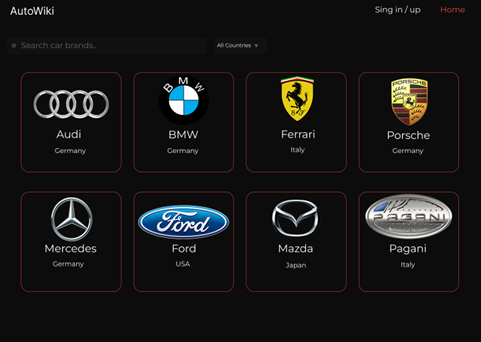 AutoWiki
Sing in / up
Home
Search car brands..
All Countries
Audi
Germany
BMW
BMW
Germany
Ferrari
Italy
PORSCHE
Porsche
Germany
Mercedes
Germany
Ford
Ford
USA
Mazda
Japan
PAGANI
Pagani
Italy